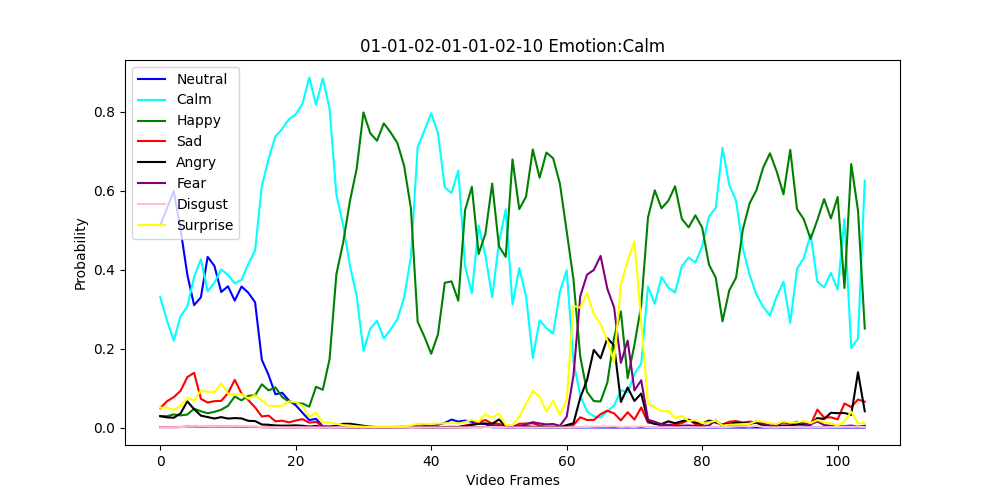 01-01-02-01-01-02-10 Emotion:Calm
Neutral
Calm
Happy
Sad
Angry
Fear
Disgust
Surprise
Probability
0.8
0.6
0.4
0.2
0.0
0 20 40 60 80 100
Video Frames